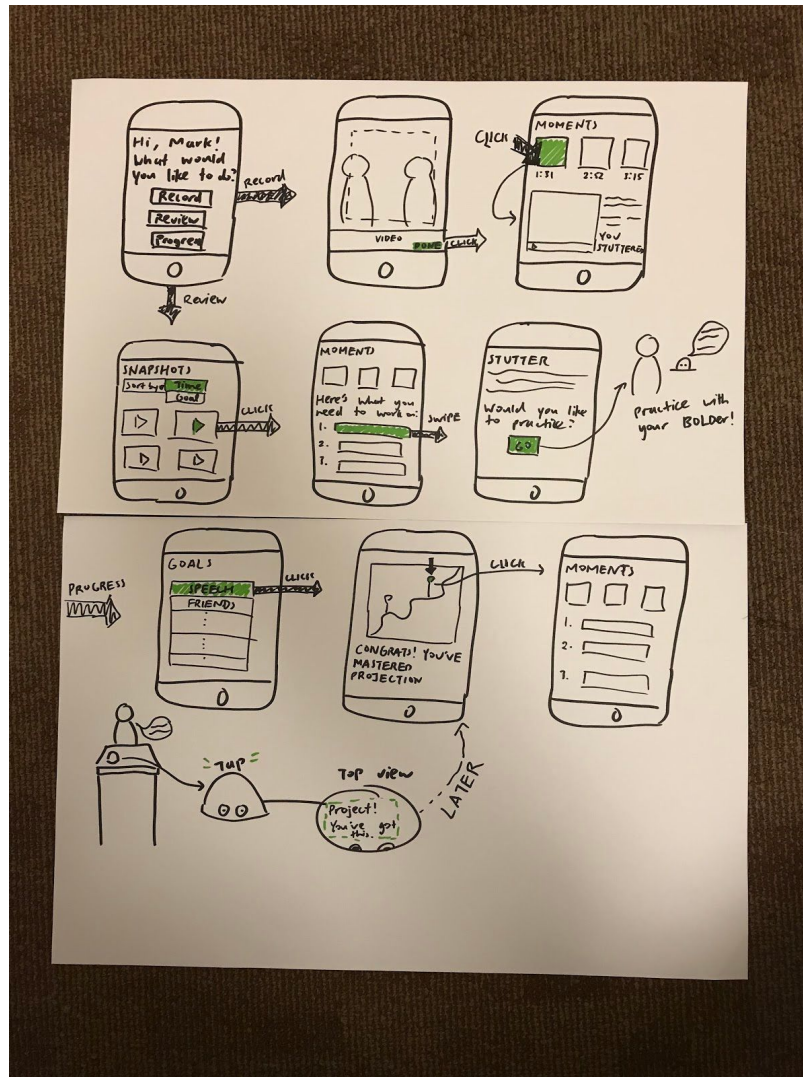 Hi, Mark!
What would
you like to do?
Record
Review
Progress
Record
Review
VIDEO
DONE
CLICK
CLICK
MOMENTS
1:31
2:52
3:15
YOU
STUTTERED
SNAPSHOTS
Sort by:
Time
Goal
CLICK
MOMENTS
Here's what you
need to work on:
1.
2.
3.
SWIPE
STUTTER
Would you like
to practice?
GO
practice with
your BOLDer!
PROGRESS
GOALS
SPEECH
FRIENDS
CLICK
CONGRATS! YOU'VE
MASTERED
PROJECTION
CLICK
MOMENTS
1.
2.
3.
TAP
TOP view
Project!
You've got
this.
LATER